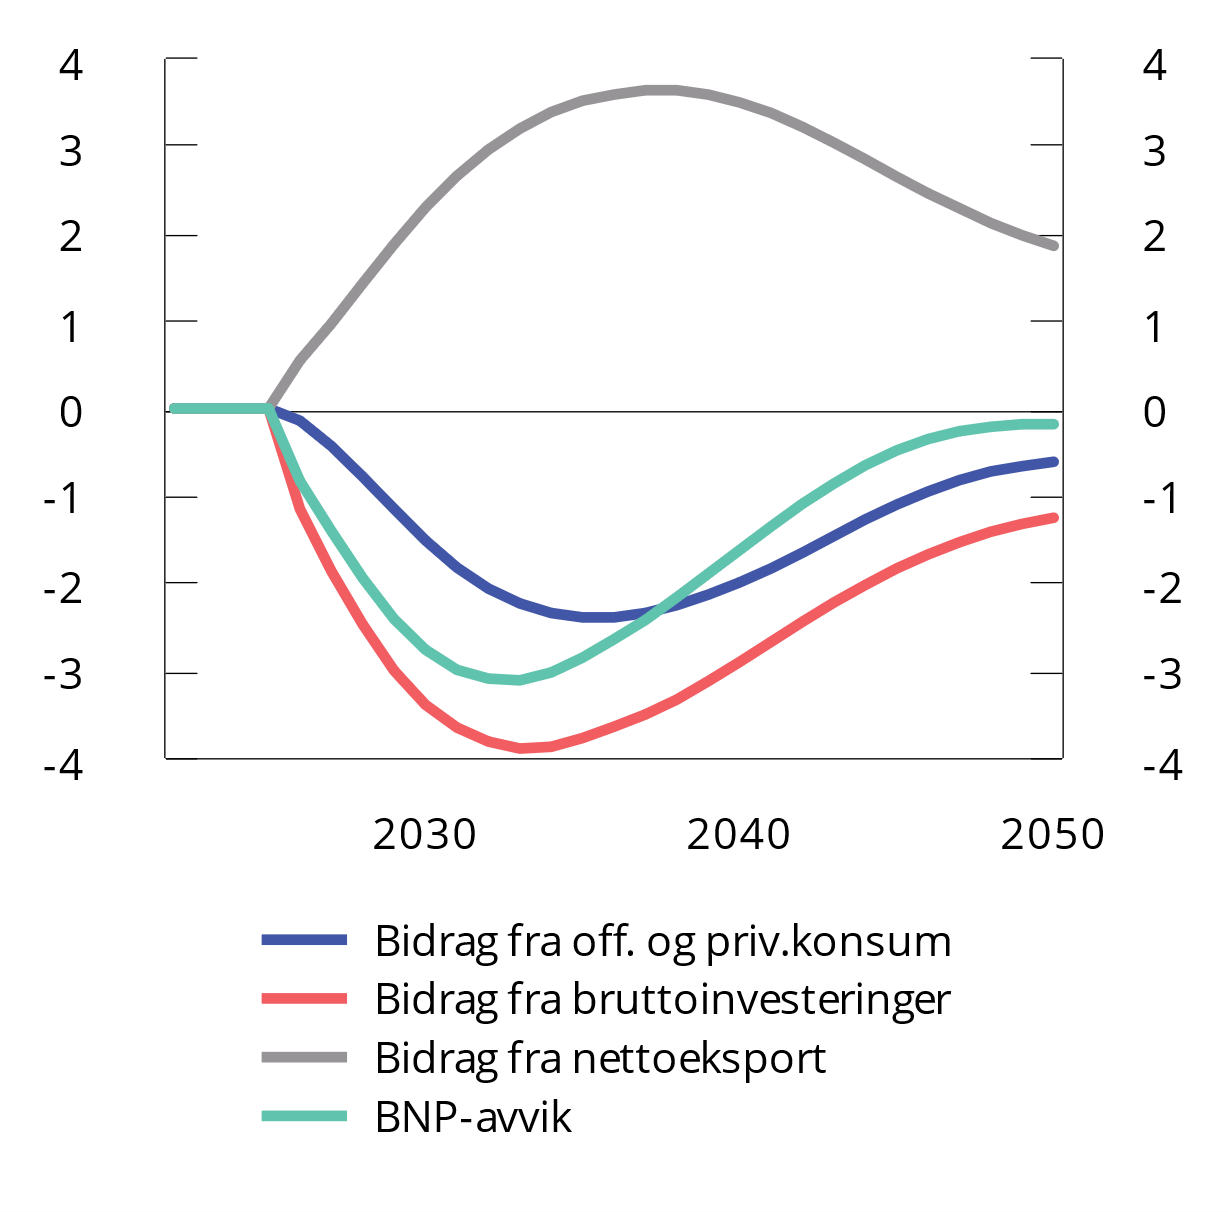 4 4
3 3
2 2
1 1
0 0
-1 -1
-2 -2
-3 -3
-4 -4
2030 2040 2050
Bidrag fra off. og priv.konsum
Bidrag fra bruttoinvesteringer
Bidrag fra nettoeksport
BNP-avvik